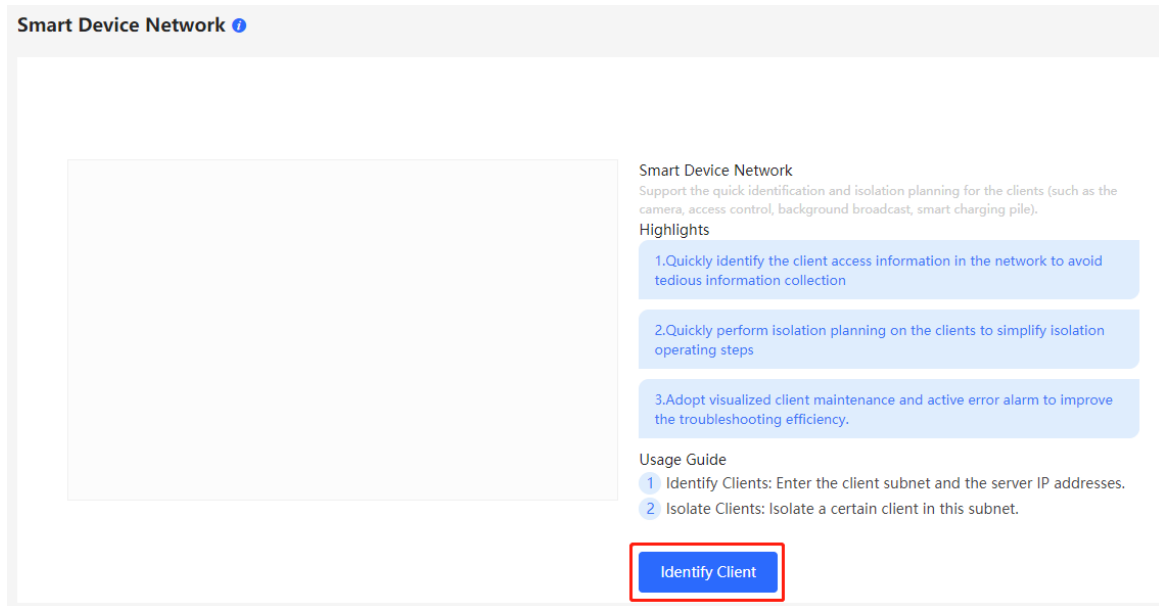 Smart Device Network
Smart Device Network
Support the quick identification and isolation planning for the clients (such as the
camera, access control, background broadcast, smart charging pile).
Highlights
1.Quickly identify the client access information in the network to avoid
tedious information collection
2.Quickly perform isolation planning on the clients to simplify isolation
operating steps
3.Adopt visualized client maintenance and active error alarm to improve
the troubleshooting efficiency.
Usage Guide
1 Identify Clients: Enter the client subnet and the server IP addresses.
2 Isolate Clients: Isolate a certain client in this subnet.
Identify Client